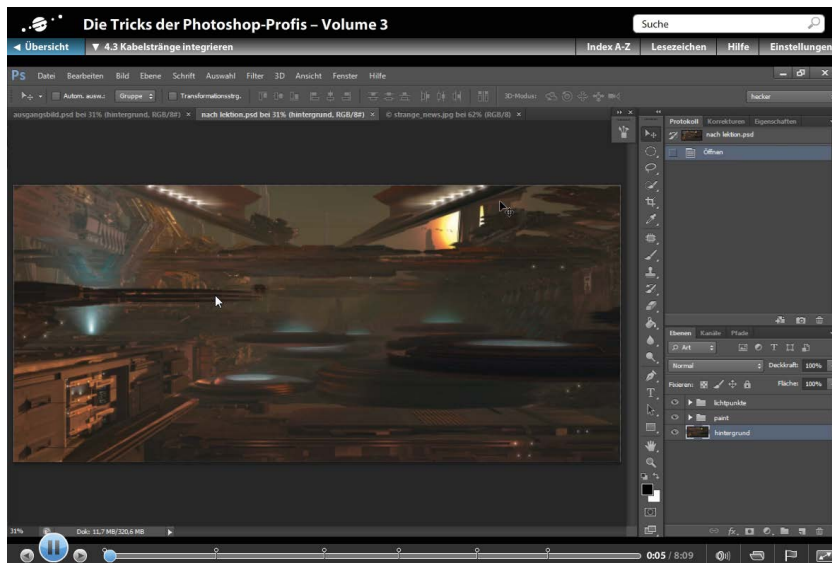 Die Tricks der Photoshop-Profis – Volume 3
Suche
◄ Übersicht ▼ 4.3 Kabelstränge integrieren Index A-Z Lesezeichen Hilfe Einstellungen
Ps Datei Bearbeiten Bild Ebene Schrift Auswahl Filter 3D Ansicht Fenster Hilfe
Autom. ausw.: Gruppe Transformationsstrg. 3D-Modus: hecker
ausgangsbild.psd bei 31% (hintergrund, RGB/8#) × nach lektion.psd bei 31% (hintergrund, RGB/8#) × © strange_news.jpg bei 62% (RGB/8) ×
Protokoll Korrekturen Eigenschaften
nach lektion.psd
Öffnen
Ebenen Kanäle Pfade
Art
Normal Deckkraft: 100%
Fixieren: Fläche: 100%
lichtpunkte
paint
hintergrund
31% Dok: 11,7 MB/320,6 MB
0:05 / 8:09